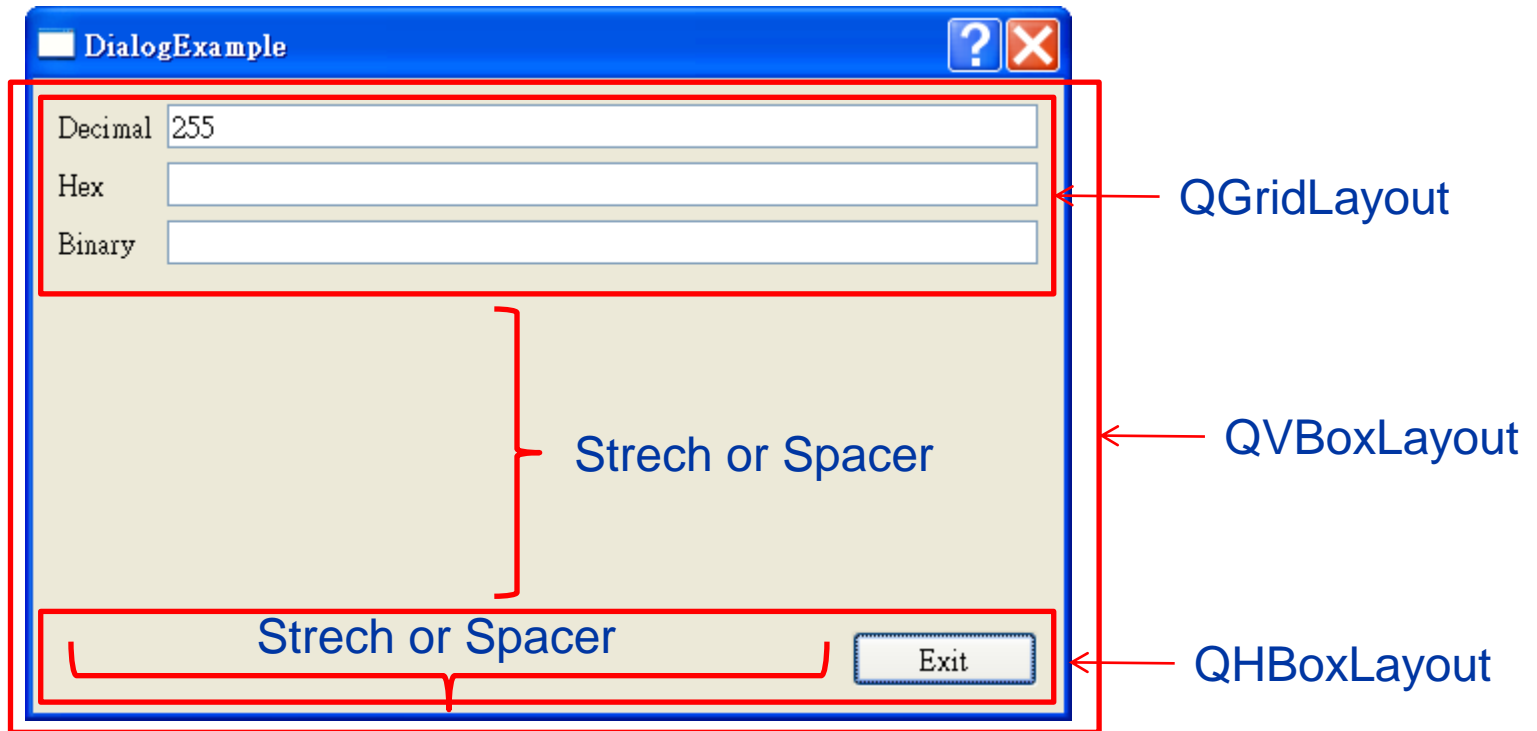 DialogExample
Decimal 255
Hex
QGridLayout
Binary
Strech or Spacer
QVBoxLayout
Strech or Spacer
Exit
QHBoxLayout